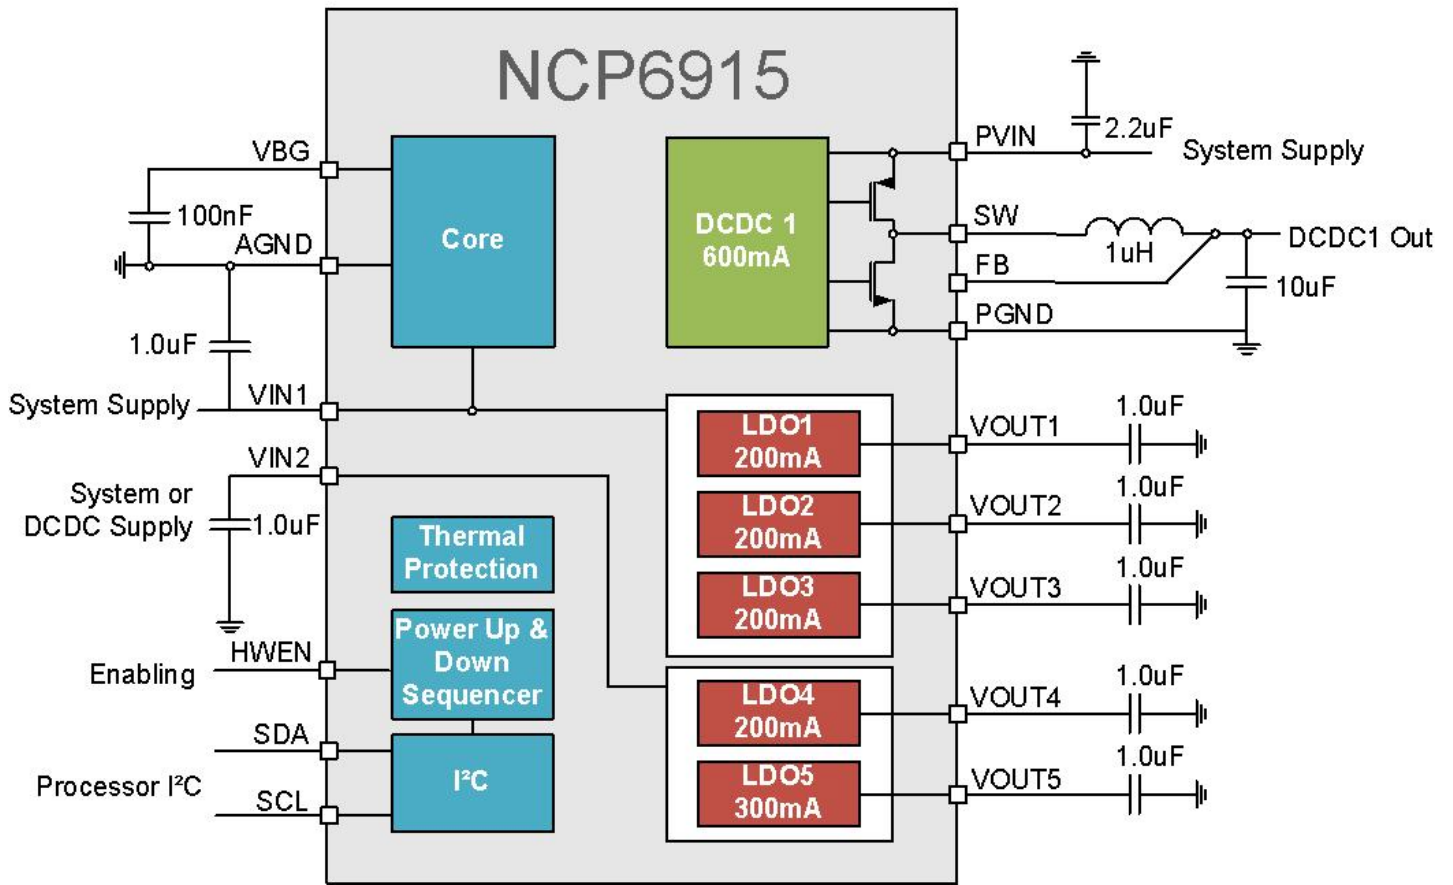 NCP6915
VBG
100nF
AGND
1.0uF
System Supply
VIN1
VIN2
System or
DCDC Supply
1.0uF
HWEN
Enabling
SDA
Processor I²C
SCL
Core
Thermal
Protection
Power Up &
Down
Sequencer
I²C
DCDC 1
600mA
LDO1
200mA
LDO2
200mA
LDO3
200mA
LDO4
200mA
LDO5
300mA
PVIN
2.2uF
System Supply
SW
1uH
DCDC1 Out
FB
10uF
PGND
VOUT1
1.0uF
VOUT2
1.0uF
VOUT3
1.0uF
VOUT4
1.0uF
VOUT5
1.0uF